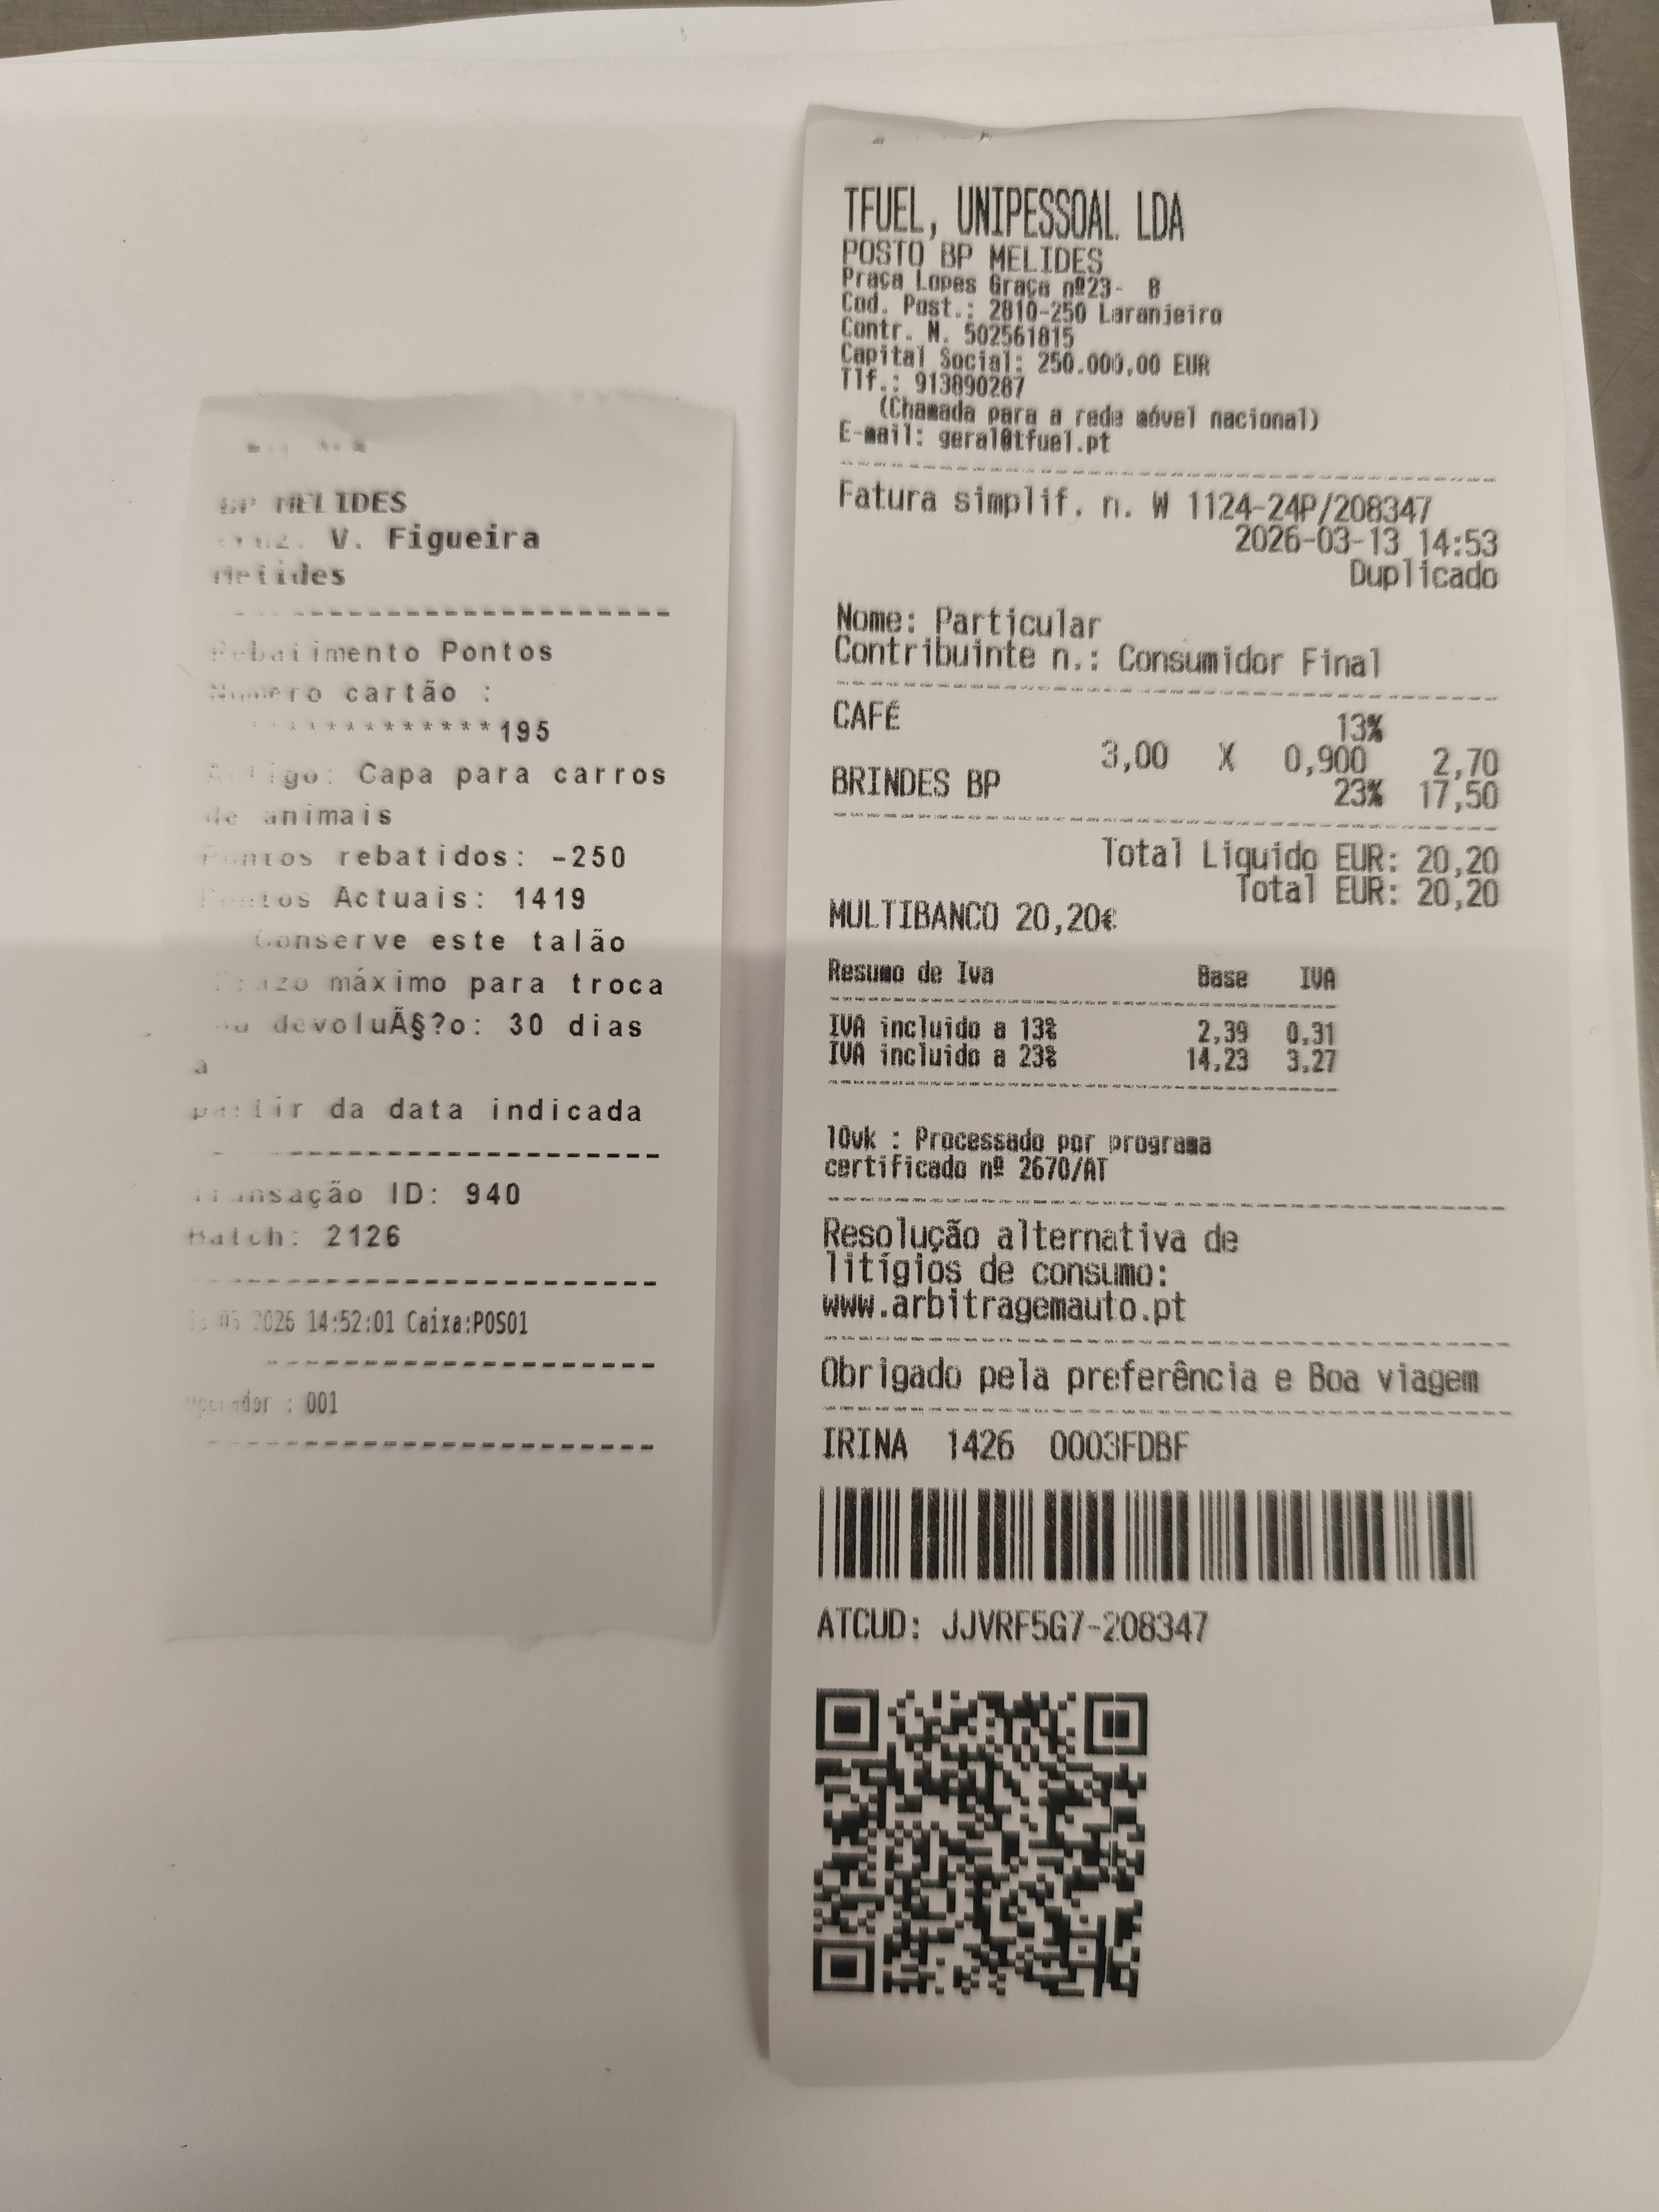 BP MELIDES
V. Figueira
Melides
Rebatimento Pontos
Número cartão :
************195
Artigo: Capa para carros
de animais
Pontos rebatidos: -250
Pontos Actuais: 1419
Conserve este talão
Prazo máximo para troca
ou devoluÃ§?o: 30 dias
a
partir da data indicada
Transação ID: 940
Batch: 2126
2026 14:52:01 Caixa:POS01
Operador : 001
TFUEL, UNIPESSOAL LDA
POSTO BP MELIDES
Praça Lopes Graça nº23- B
Cod. Post.: 2810-250 Laranjeiro
Contr. N. 502561815
Capital Social: 250.000,00 EUR
Tlf.: 913890287
(Chamada para a rede móvel nacional)
E-mail: geral@tfuel.pt
Fatura simplif. n. W 1124-24P/208347
2026-03-13 14:53
Duplicado
Nome: Particular
Contribuinte n.: Consumidor Final
CAFÉ 13%
3,00 X 0,900 2,70
BRINDES BP 23% 17,50
Total Liquido EUR: 20,20
Total EUR: 20,20
MULTIBANCO 20,20€
Resumo de Iva Base IVA
IVA incluido a 13% 2,39 0,31
IVA incluido a 23% 14,23 3,27
10vk : Processado por programa
certificado nº 2670/AT
Resolução alternativa de
litígios de consumo:
www.arbitragemauto.pt
Obrigado pela preferência e Boa viagem
IRINA 1426 0003FDBF
ATCUD: JJVRF5G7-208347